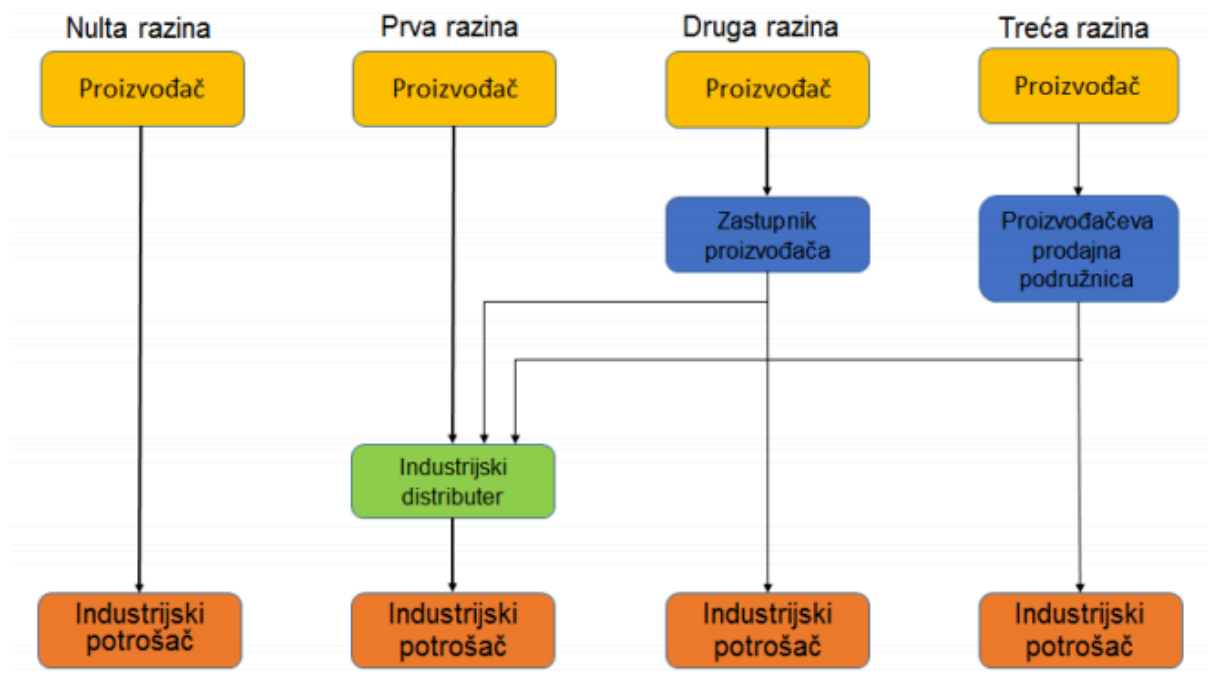 Nulta razina
Prva razina
Druga razina
Treća razina
Proizvođač
Proizvođač
Proizvođač
Proizvođač
Zastupnik
proizvođača
Proizvođačeva
prodajna
podružnica
Industrijski
distributer
Industrijski
potrošač
Industrijski
potrošač
Industrijski
potrošač
Industrijski
potrošač